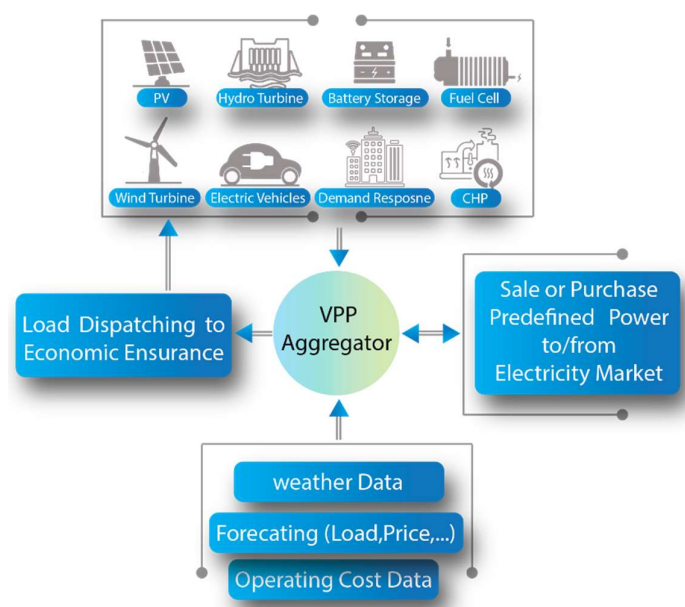 PV
Hydro Turbine
Battery Storage
Fuel Cell
Wind Turbine
Electric Vehicles
Demand Resposne
CHP
Load Dispatching to
Economic Ensurance
VPP
Aggregator
Sale or Purchase
Predefined Power
to/from
Electricity Market
weather Data
Forecating (Load,Price,...)
Operating Cost Data